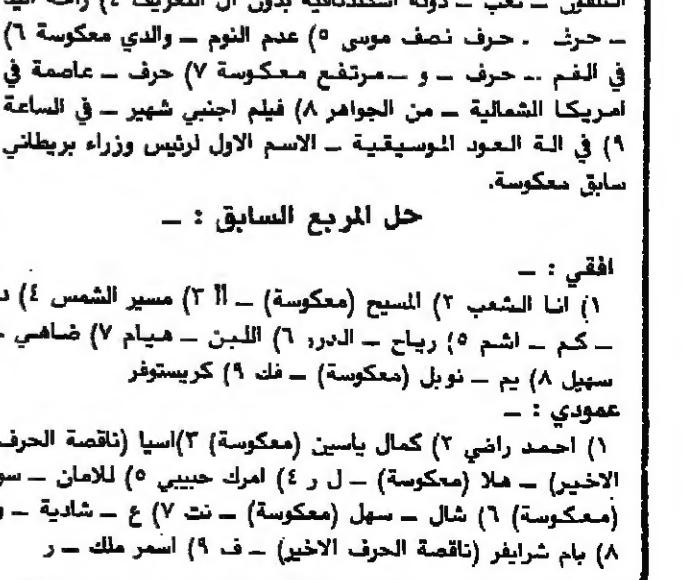 ـ تعب ـ دولة اسكندنافية بدون ال التعريف ٤)
ـ حرث . حرف نصف موسى ٥) عدم النوم ـ والدي معكوسة ٦)
في الفم ـ حرف ـ و ـ مرتفع معكوسة ٧) حرف ـ عاصمة في
امريكا الشمالية ـ من الجواهر ٨) فيلم اجنبي شهير ـ في الساعة
٩) في الة العود الموسيقية ـ الاسم الاول لرئيس وزراء بريطاني
سابق معكوسة.
حل المربع السابق : ـ
افقي : ـ
١) انا الشعب ٢) المسيح (معكوسة) ـ أأ ٣) مسير الشمس ٤) د
ـ كم ـ اشم ٥) رياح ـ الدرر ٦) اللبن ـ هيام ٧) ضاهي ـ
سهيل ٨) يم ـ نوبل (معكوسة) ـ فك ٩) كريستوفر
عمودي : ـ
١) احمد راضي ٢) كمال ياسين (معكوسة) ٣)اسيا (ناقصة الحرف
الاخير) ـ هلا (معكوسة) ـ ل ر ٤) امرك حبيبي ٥) للامان ـ سو
(معكوسة) ٦) شال ـ سهل (معكوسة) ـ نت ٧) ع ـ شادية ـ و
٨) بام شرايفر (ناقصة الحرف الاخير) ـ ف ٩) اسمر ملك ـ ر